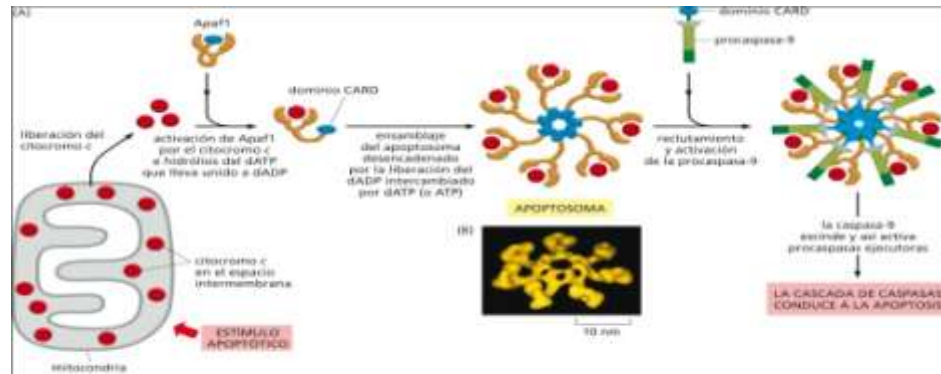 (A)
Apaf1
dominio CARD
procaspasa-9
dominio CARD
liberación del
citocromo c
activación de Apaf1
por el citocromo c
e hidrólisis del dATP
que lleva unido a dADP
ensamblaje
del apoptosoma
desencadenado
por la liberación del
dADP intercambiado
por dATP (o ATP)
reclutamiento
y activación
de la procaspasa-9
APOPTOSOMA
(B)
10 nm
citocromo c
en el espacio
intermembrana
ESTÍMULO
APOPTÓTICO
mitocondria
la caspasa-9
escinde y así activa
procaspasas ejecutoras
LA CASCADA DE CASPASAS
CONDUCE A LA APOPTOSIS